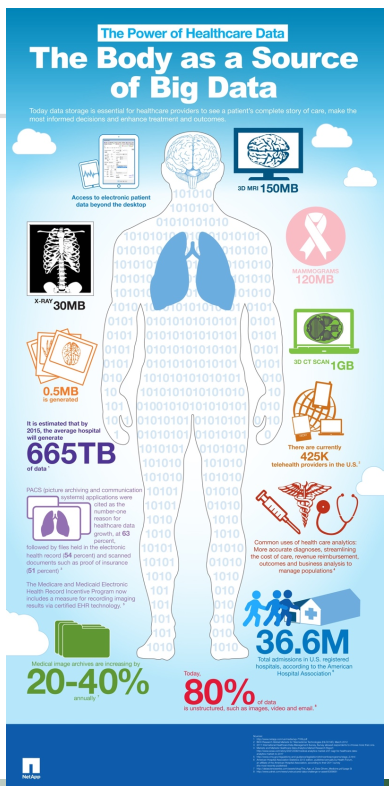 The Power of Healthcare Data
The Body as a Source
of Big Data
Today data storage is essential for healthcare providers to see a patient's complete story of care, make the
most informed decisions and enhance treatment and outcomes.
Access to electronic patient
data beyond the desktop
3D MRI 150MB
MAMMOGRAMS
120MB
X-RAY 30MB
3D CT SCAN 1GB
0.5MB
is generated
It is estimated that by
2015, the average hospital
will generate
665TB
of data
There are currently
425K
telehealth providers in the U.S.
PACS (picture archiving and communication
systems) applications were
cited as the
number-one
reason for
healthcare data
growth, at 63
percent,
followed by files held in the electronic
health record (54 percent) and scanned
documents such as proof of insurance
(51 percent)
The Medicare and Medicaid Electronic
Health Record Incentive Program now
includes a measure for recording imaging
results via certified EHR technology.
Common uses of health care analytics:
More accurate diagnoses, streamlining
the cost of care, revenue reimbursement,
outcomes and business analysis to
manage populations
36.6M
Total admissions in U.S. registered
hospitals, according to the American
Hospital Association
Medical image archives are increasing by
20-40%
annually
Today,
80% of data
is unstructured, such as images, video and email.
NetApp